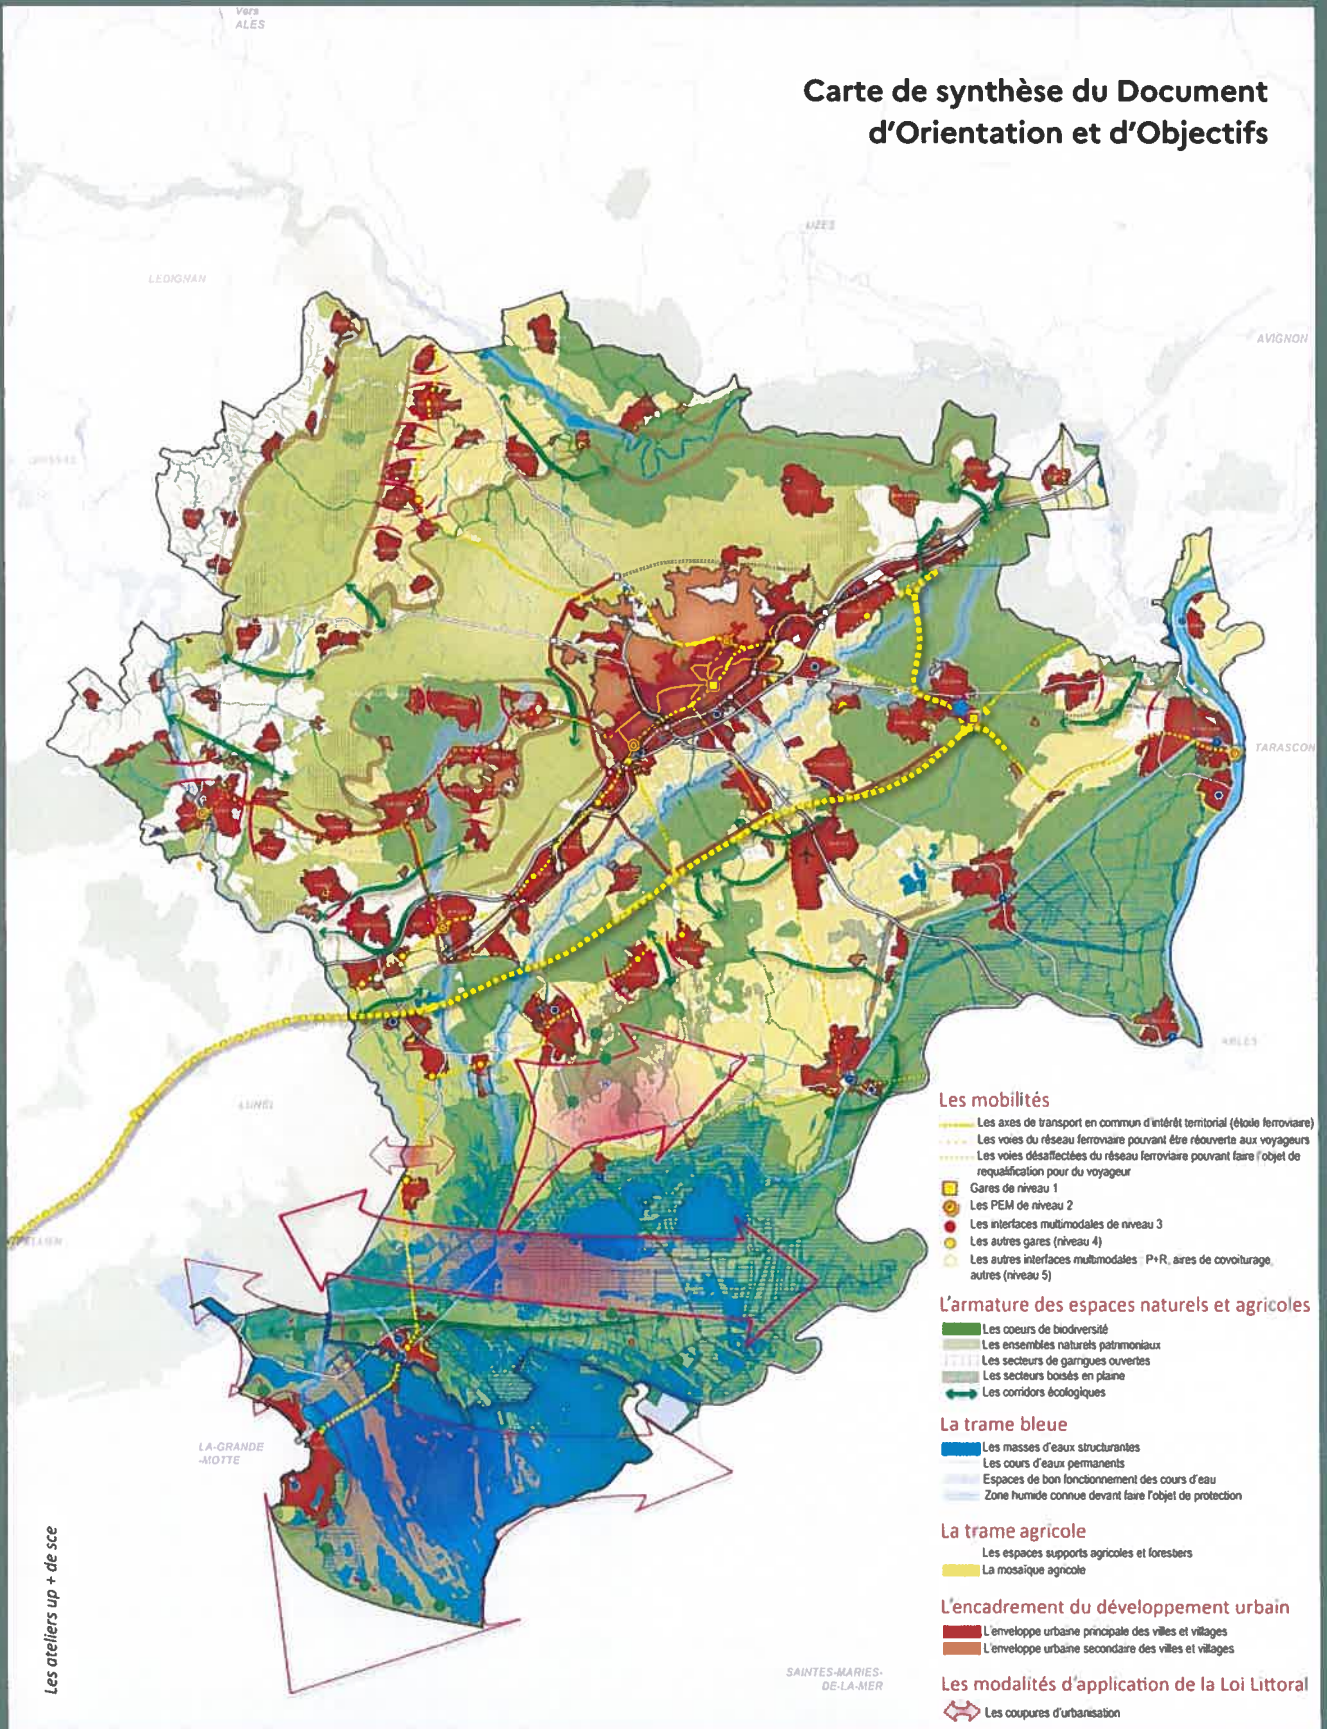 Vers
ALES
Carte de synthèse du Document
d'Orientation et d'Objectifs
UZES
LEDIGNAN
AVIGNON
TARASCON
ARLES
LUNEL
LA-GRANDE
-MOTTE
SAINTES-MARIES-
DE-LA-MER
Les ateliers up + de sce
Les mobilités
Les axes de transport en commun d'intérêt territorial (étoile ferroviaire)
Les voies du réseau ferroviaire pouvant être réouverte aux voyageurs
Les voies désaffectées du réseau ferroviaire pouvant faire l'objet de
requalification pour du voyageur
Gares de niveau 1
Les PEM de niveau 2
Les interfaces multimodales de niveau 3
Les autres gares (niveau 4)
Les autres interfaces multimodales : P+R, aires de covoiturage,
autres (niveau 5)
L'armature des espaces naturels et agricoles
Les coeurs de biodiversité
Les ensembles naturels patrimoniaux
Les secteurs de garrigues ouvertes
Les secteurs boisés en plaine
Les corridors écologiques
La trame bleue
Les masses d'eaux structurantes
Les cours d'eaux permanents
Espaces de bon fonctionnement des cours d'eau
Zone humide connue devant faire l'objet de protection
La trame agricole
Les espaces supports agricoles et forestiers
La mosaïque agricole
L'encadrement du développement urbain
L'enveloppe urbaine principale des villes et villages
L'enveloppe urbaine secondaire des villes et villages
Les modalités d'application de la Loi Littoral
Les coupures d'urbanisation